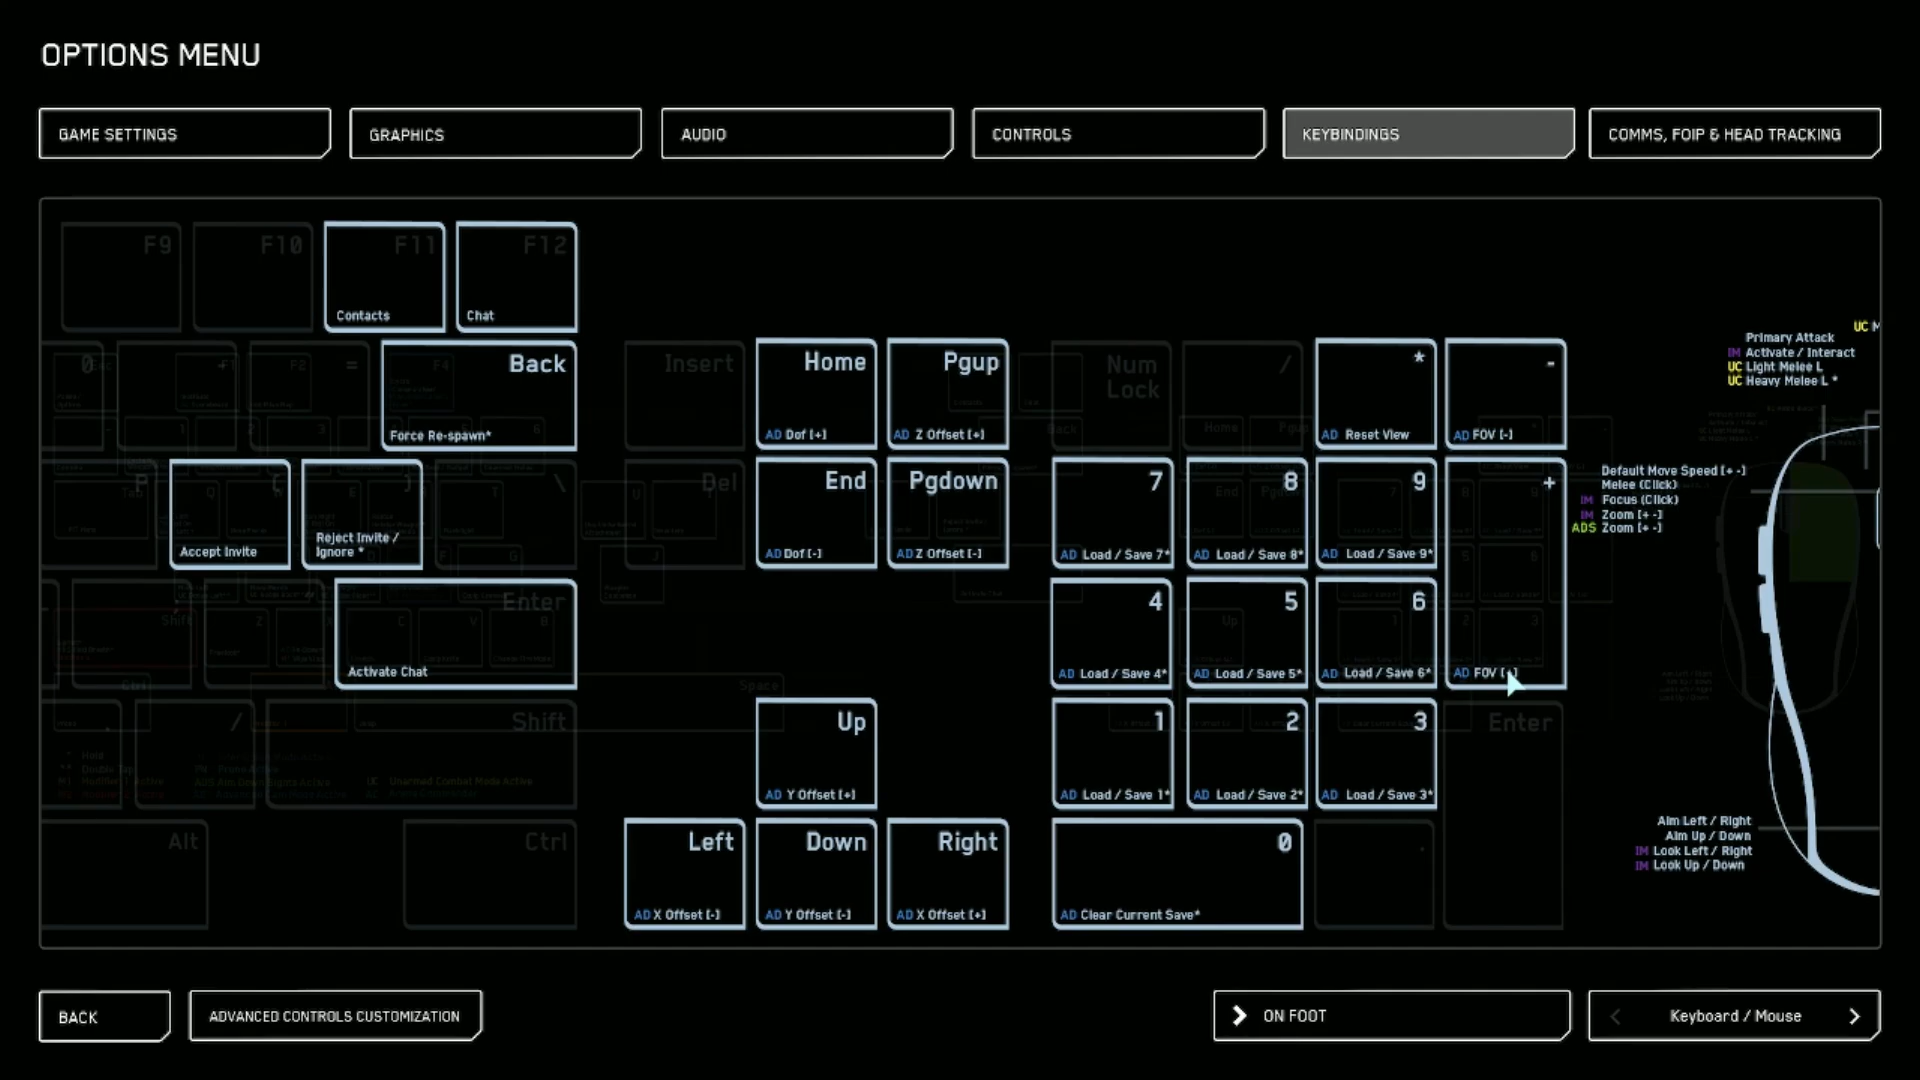 OPTIONS MENU
GAME SETTINGS
GRAPHICS
AUDIO
CONTROLS
KEYBINDINGS
COMMS, FOIP & HEAD TRACKING
F9
F10
F11
Contacts
F12
Chat
Back
Force Re-spawn*
Insert
Home
AD Dof [+]
Pgup
AD Z Offset [+]
Num
Lock
/
*
AD Reset View
-
AD FOV [-]
UC M
Primary Attack
IM Activate / Interact
UC Light Melee L
UC Heavy Melee L *
P
[
Accept Invite
]
Reject Invite /
Ignore *
\
Del
End
AD Dof [-]
Pgdown
AD Z Offset [-]
7
AD Load / Save 7*
8
AD Load / Save 8*
9
AD Load / Save 9*
+
AD FOV [+]
Default Move Speed [+ -]
Melee (Click)
IM Focus (Click)
IM Zoom [+ -]
ADS Zoom [+ -]
Enter
Activate Chat
4
AD Load / Save 4*
5
AD Load / Save 5*
6
AD Load / Save 6*
/
Shift
Up
AD Y Offset [+]
1
AD Load / Save 1*
2
AD Load / Save 2*
3
AD Load / Save 3*
Enter
Alt
Ctrl
Left
AD X Offset [-]
Down
AD Y Offset [-]
Right
AD X Offset [+]
0
AD Clear Current Save*
.
Aim Left / Right
Aim Up / Down
IM Look Left / Right
IM Look Up / Down
BACK
ADVANCED CONTROLS CUSTOMIZATION
ON FOOT
Keyboard / Mouse